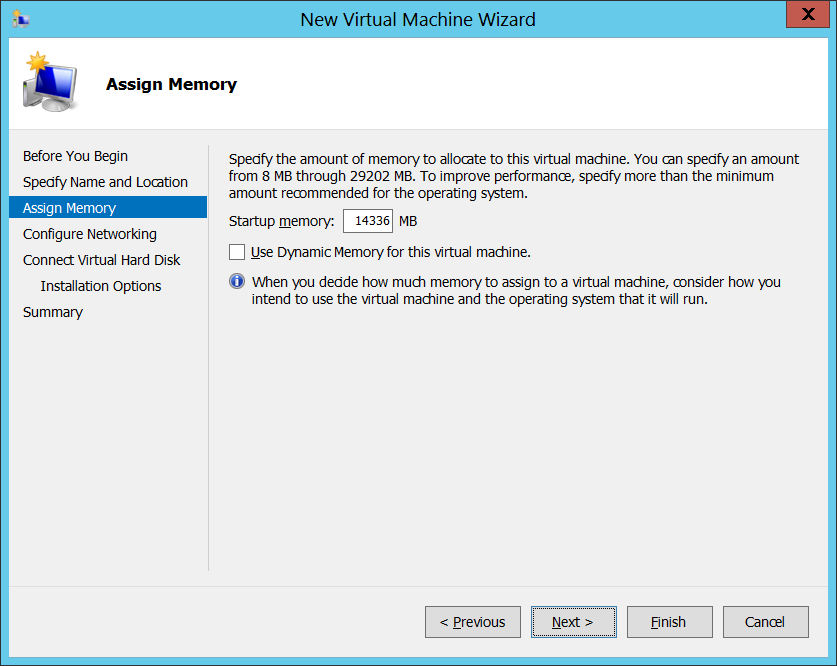 New Virtual Machine Wizard
X
Assign Memory
Before You Begin
Specify Name and Location
Assign Memory
Configure Networking
Connect Virtual Hard Disk
Installation Options
Summary
Specify the amount of memory to allocate to this virtual machine. You can specify an amount
from 8 MB through 29202 MB. To improve performance, specify more than the minimum
amount recommended for the operating system.
Startup memory: 14336 MB
Use Dynamic Memory for this virtual machine.
When you decide how much memory to assign to a virtual machine, consider how you
intend to use the virtual machine and the operating system that it will run.
< Previous Next > Finish Cancel